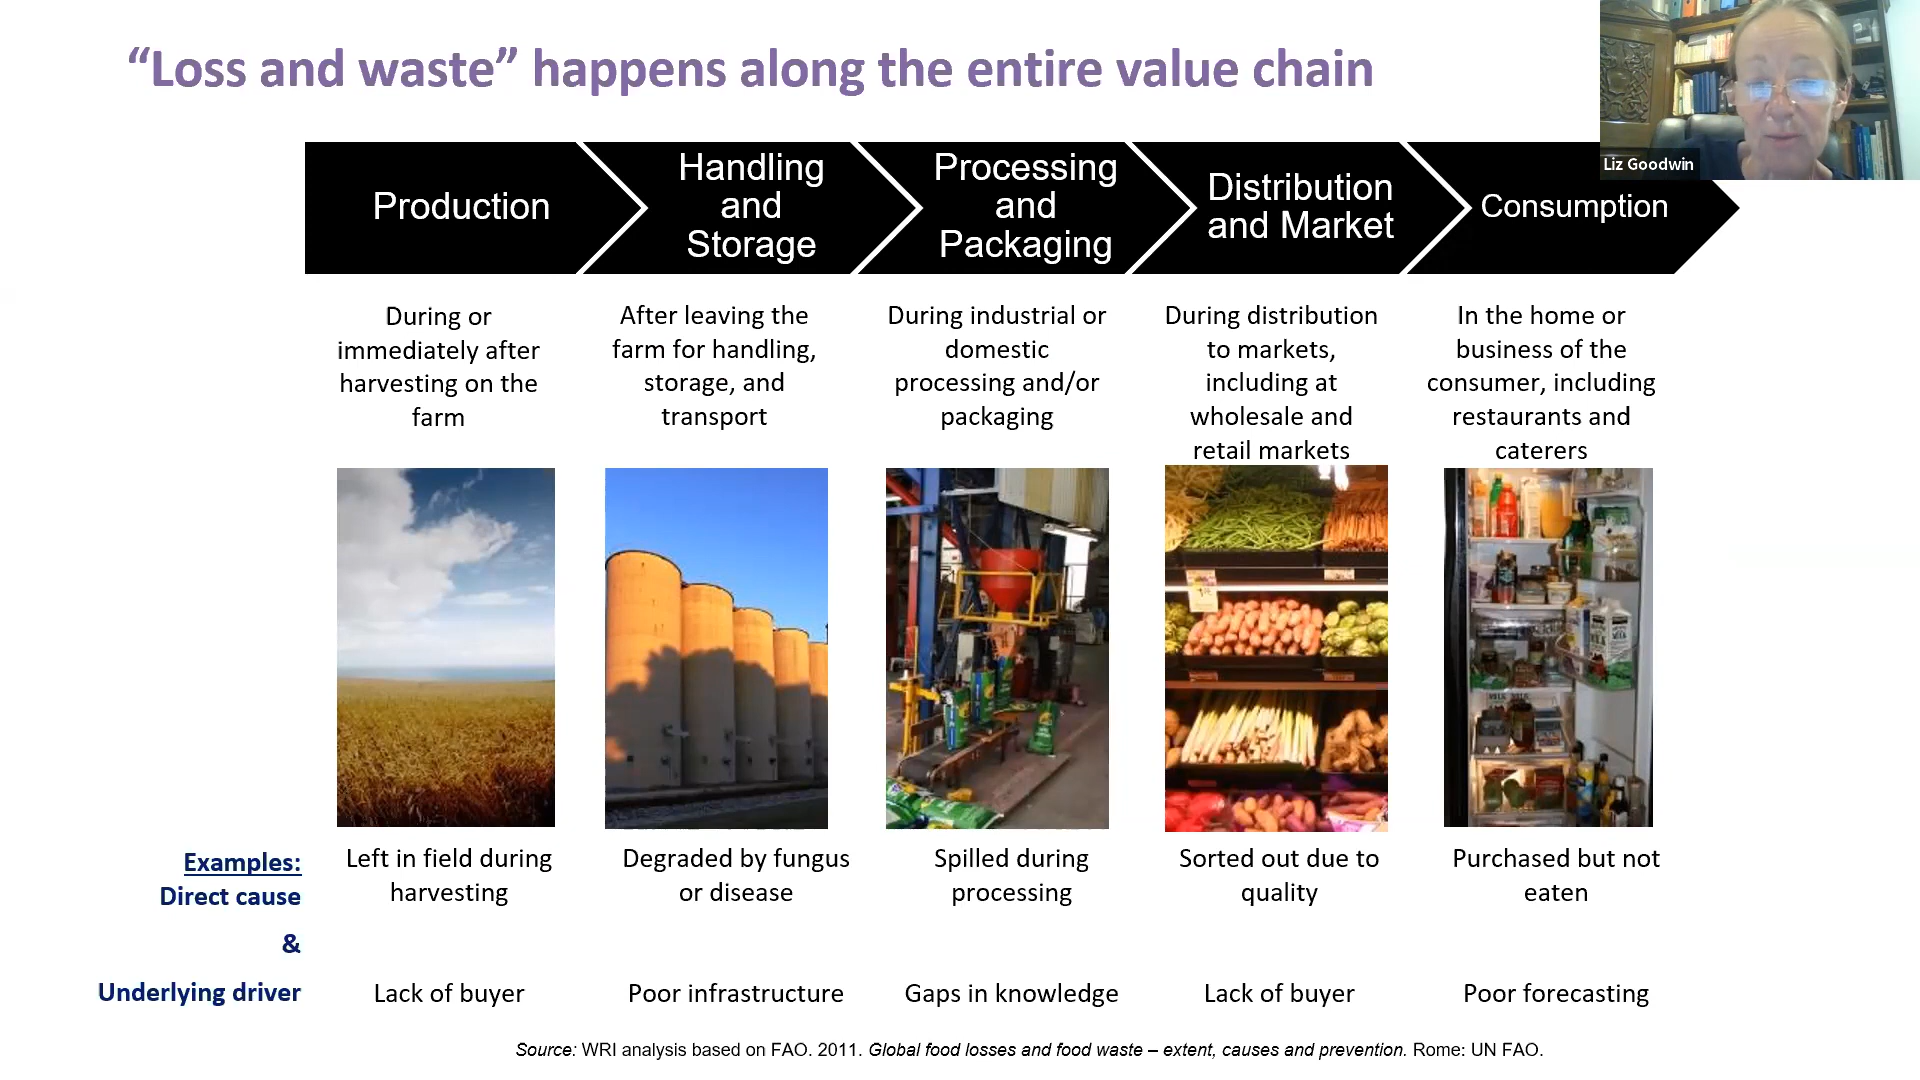 “Loss and waste” happens along the entire value chain
Liz Goodwin
Production
Handling
and
Storage
Processing
and
Packaging
Distribution
and Market
Consumption
During or
immediately after
harvesting on the
farm
After leaving the
farm for handling,
storage, and
transport
During industrial or
domestic
processing and/or
packaging
During distribution
to markets,
including at
wholesale and
retail markets
In the home or
business of the
consumer, including
restaurants and
caterers
Examples:
Direct cause
&
Underlying driver
Left in field during
harvesting
Degraded by fungus
or disease
Spilled during
processing
Sorted out due to
quality
Purchased but not
eaten
Lack of buyer
Poor infrastructure
Gaps in knowledge
Lack of buyer
Poor forecasting
Source: WRI analysis based on FAO. 2011. Global food losses and food waste – extent, causes and prevention. Rome: UN FAO.